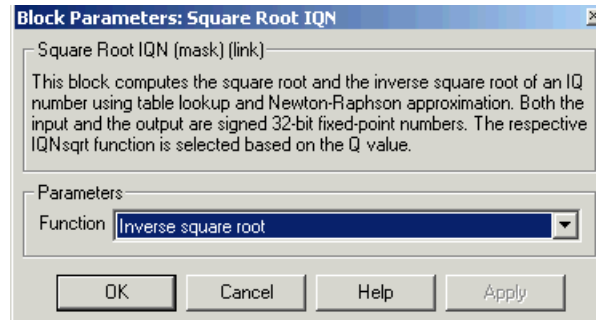 Block Parameters: Square Root IQN
Square Root IQN (mask) (link)
This block computes the square root and the inverse square root of an IQ
number using table lookup and Newton-Raphson approximation. Both the
input and the output are signed 32-bit fixed-point numbers. The respective
IQNsqrt function is selected based on the Q value.
Parameters
Function Inverse square root
OK Cancel Help Apply